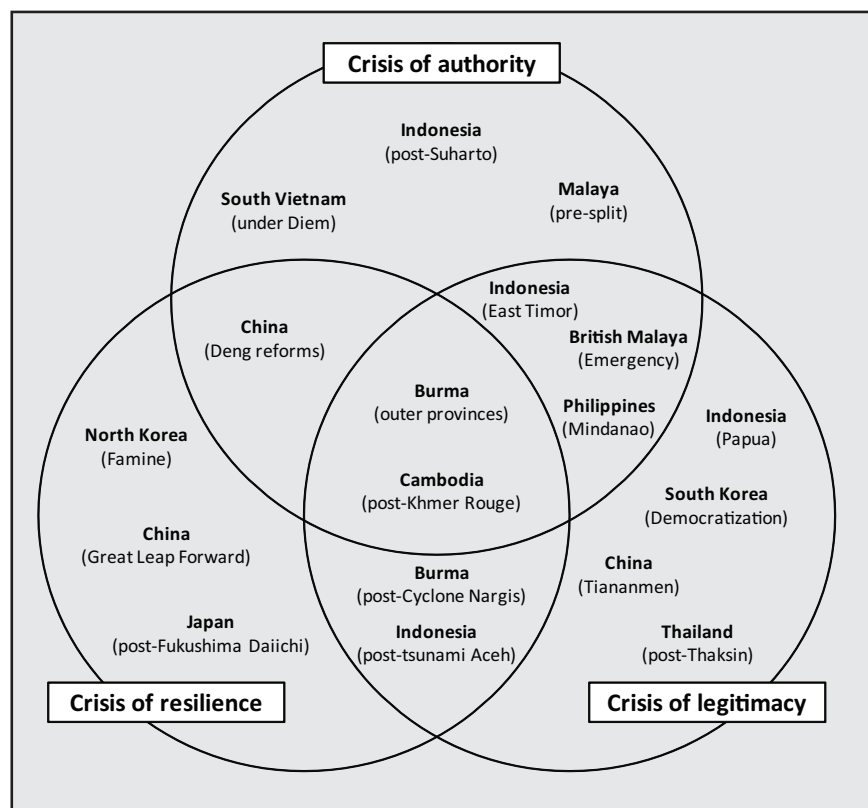 Crisis of authority
Indonesia
(post-Suharto)
Malaya
(pre-split)
South Vietnam
(under Diem)
Indonesia
(East Timor)
China
(Deng reforms)
British Malaya
(Emergency)
Burma
(outer provinces)
Philippines
(Mindanao)
Indonesia
(Papua)
North Korea
(Famine)
Cambodia
(post-Khmer Rouge)
South Korea
(Democratization)
China
(Great Leap Forward)
Burma
(post-Cyclone Nargis)
China
(Tiananmen)
Japan
(post-Fukushima Daiichi)
Indonesia
(post-tsunami Aceh)
Thailand
(post-Thaksin)
Crisis of resilience
Crisis of legitimacy